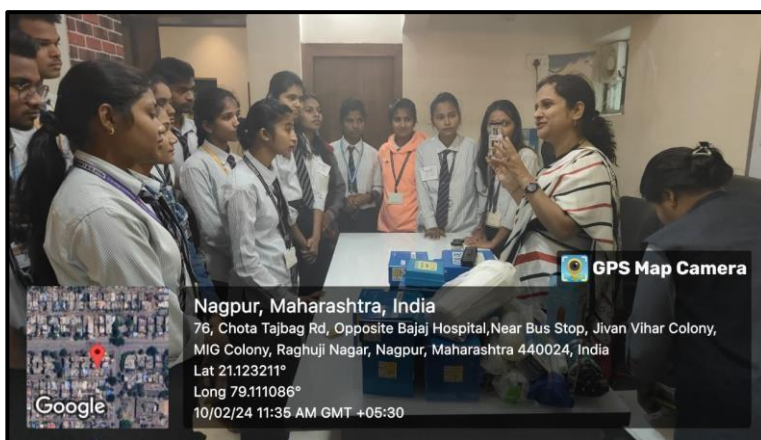 GPS Map Camera
Nagpur, Maharashtra, India
76, Chota Tajbag Rd, Opposite Bajaj Hospital,Near Bus Stop, Jivan Vihar Colony,
MIG Colony, Raghuji Nagar, Nagpur, Maharashtra 440024, India
Lat 21.123211°
Long 79.111086°
10/02/24 11:35 AM GMT +05:30
Google